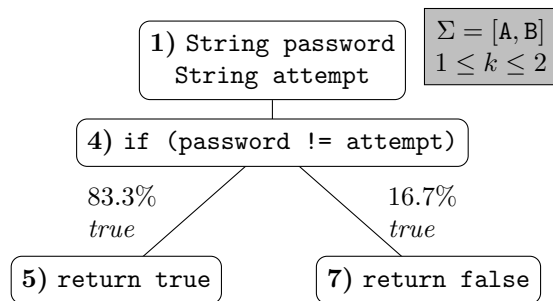 1) String password
String attempt
Σ = [A, B]
1 ≤ k ≤ 2
4) if (password != attempt)
83.3%
true
16.7%
true
5) return true
7) return false